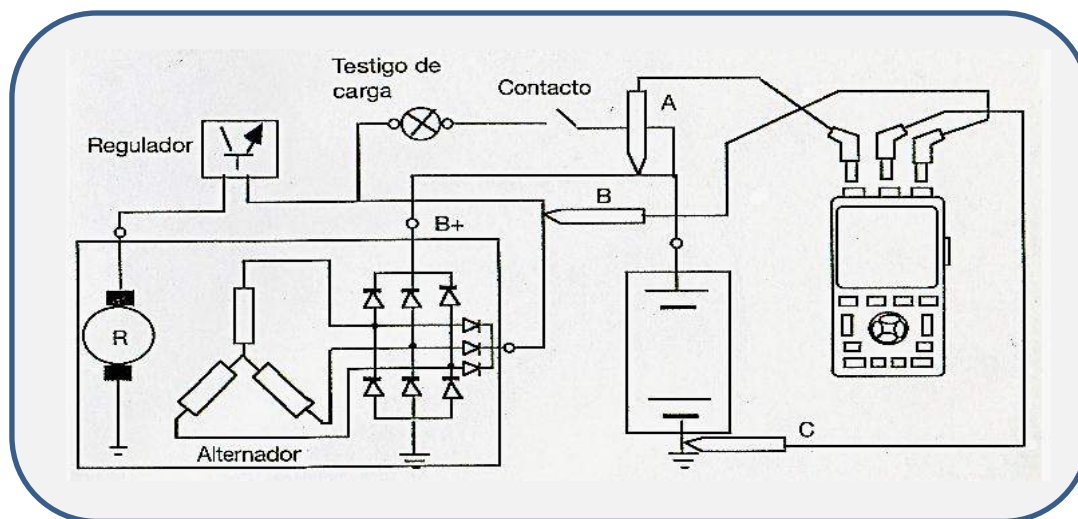 Testigo de
carga
Contacto
A
Regulador
B
B+
R
C
Alternador